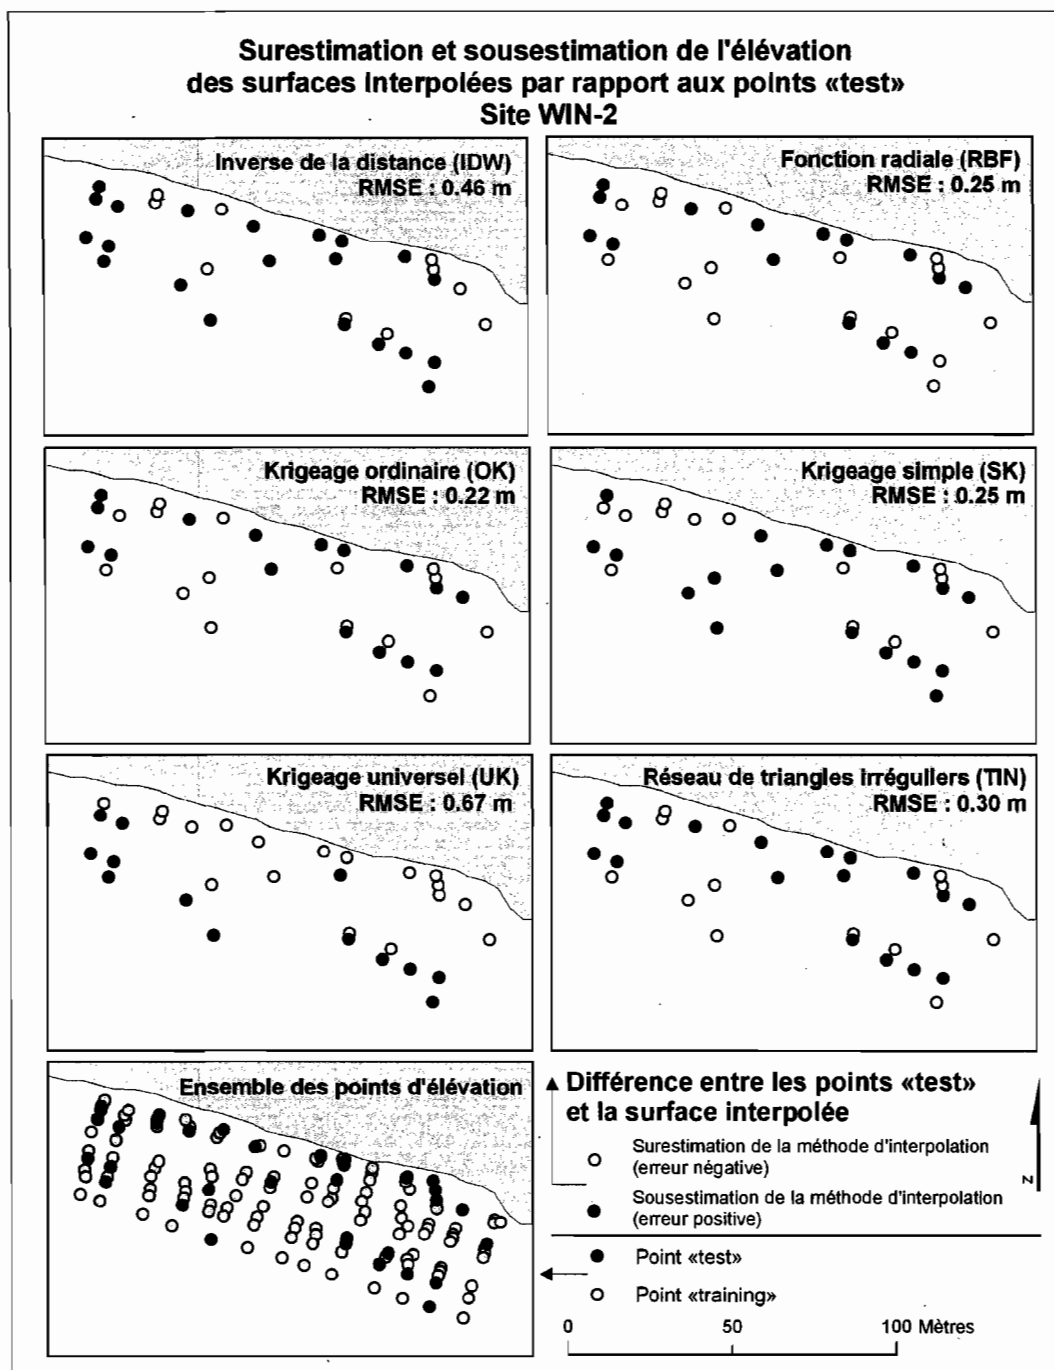 Surestimation et sousestimation de l'élévation
des surfaces interpolées par rapport aux points «test»
Site WIN-2
Inverse de la distance (IDW)
RMSE : 0.46 m
Fonction radiale (RBF)
RMSE : 0.25 m
Krigeage ordinaire (OK)
RMSE : 0.22 m
Krigeage simple (SK)
RMSE : 0.25 m
Krigeage universel (UK)
RMSE : 0.67 m
Réseau de triangles irréguliers (TIN)
RMSE : 0.30 m
Ensemble des points d'élévation
Différence entre les points «test»
et la surface interpolée
Surestimation de la méthode d'interpolation
(erreur négative)
Sousestimation de la méthode d'interpolation
(erreur positive)
N
Point «test»
Point «training»
0 50 100 Mètres